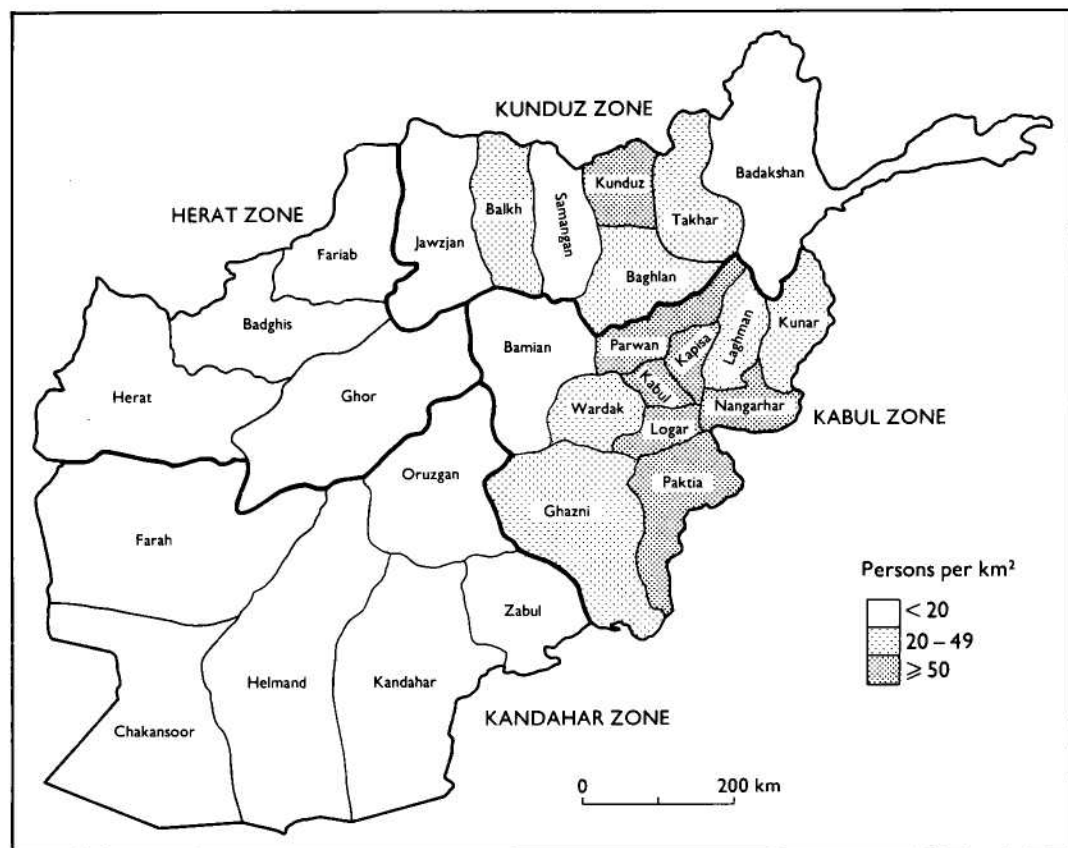 KUNDUZ ZONE
Badakshan
Kunduz
Balkh
Samangan
Takhar
HERAT ZONE
Jawzjan
Fariab
Baghlan
Badghis
Kunar
Laghman
Bamian
Parwan
Kapisa
Kabul
Herat
Ghor
Wardak
Nangarhar
KABUL ZONE
Logar
Oruzgan
Paktia
Ghazni
Farah
Persons per km²
< 20
20 – 49
⩾ 50
Zabul
Helmand
Kandahar
KANDAHAR ZONE
Chakansoor
0 200 km